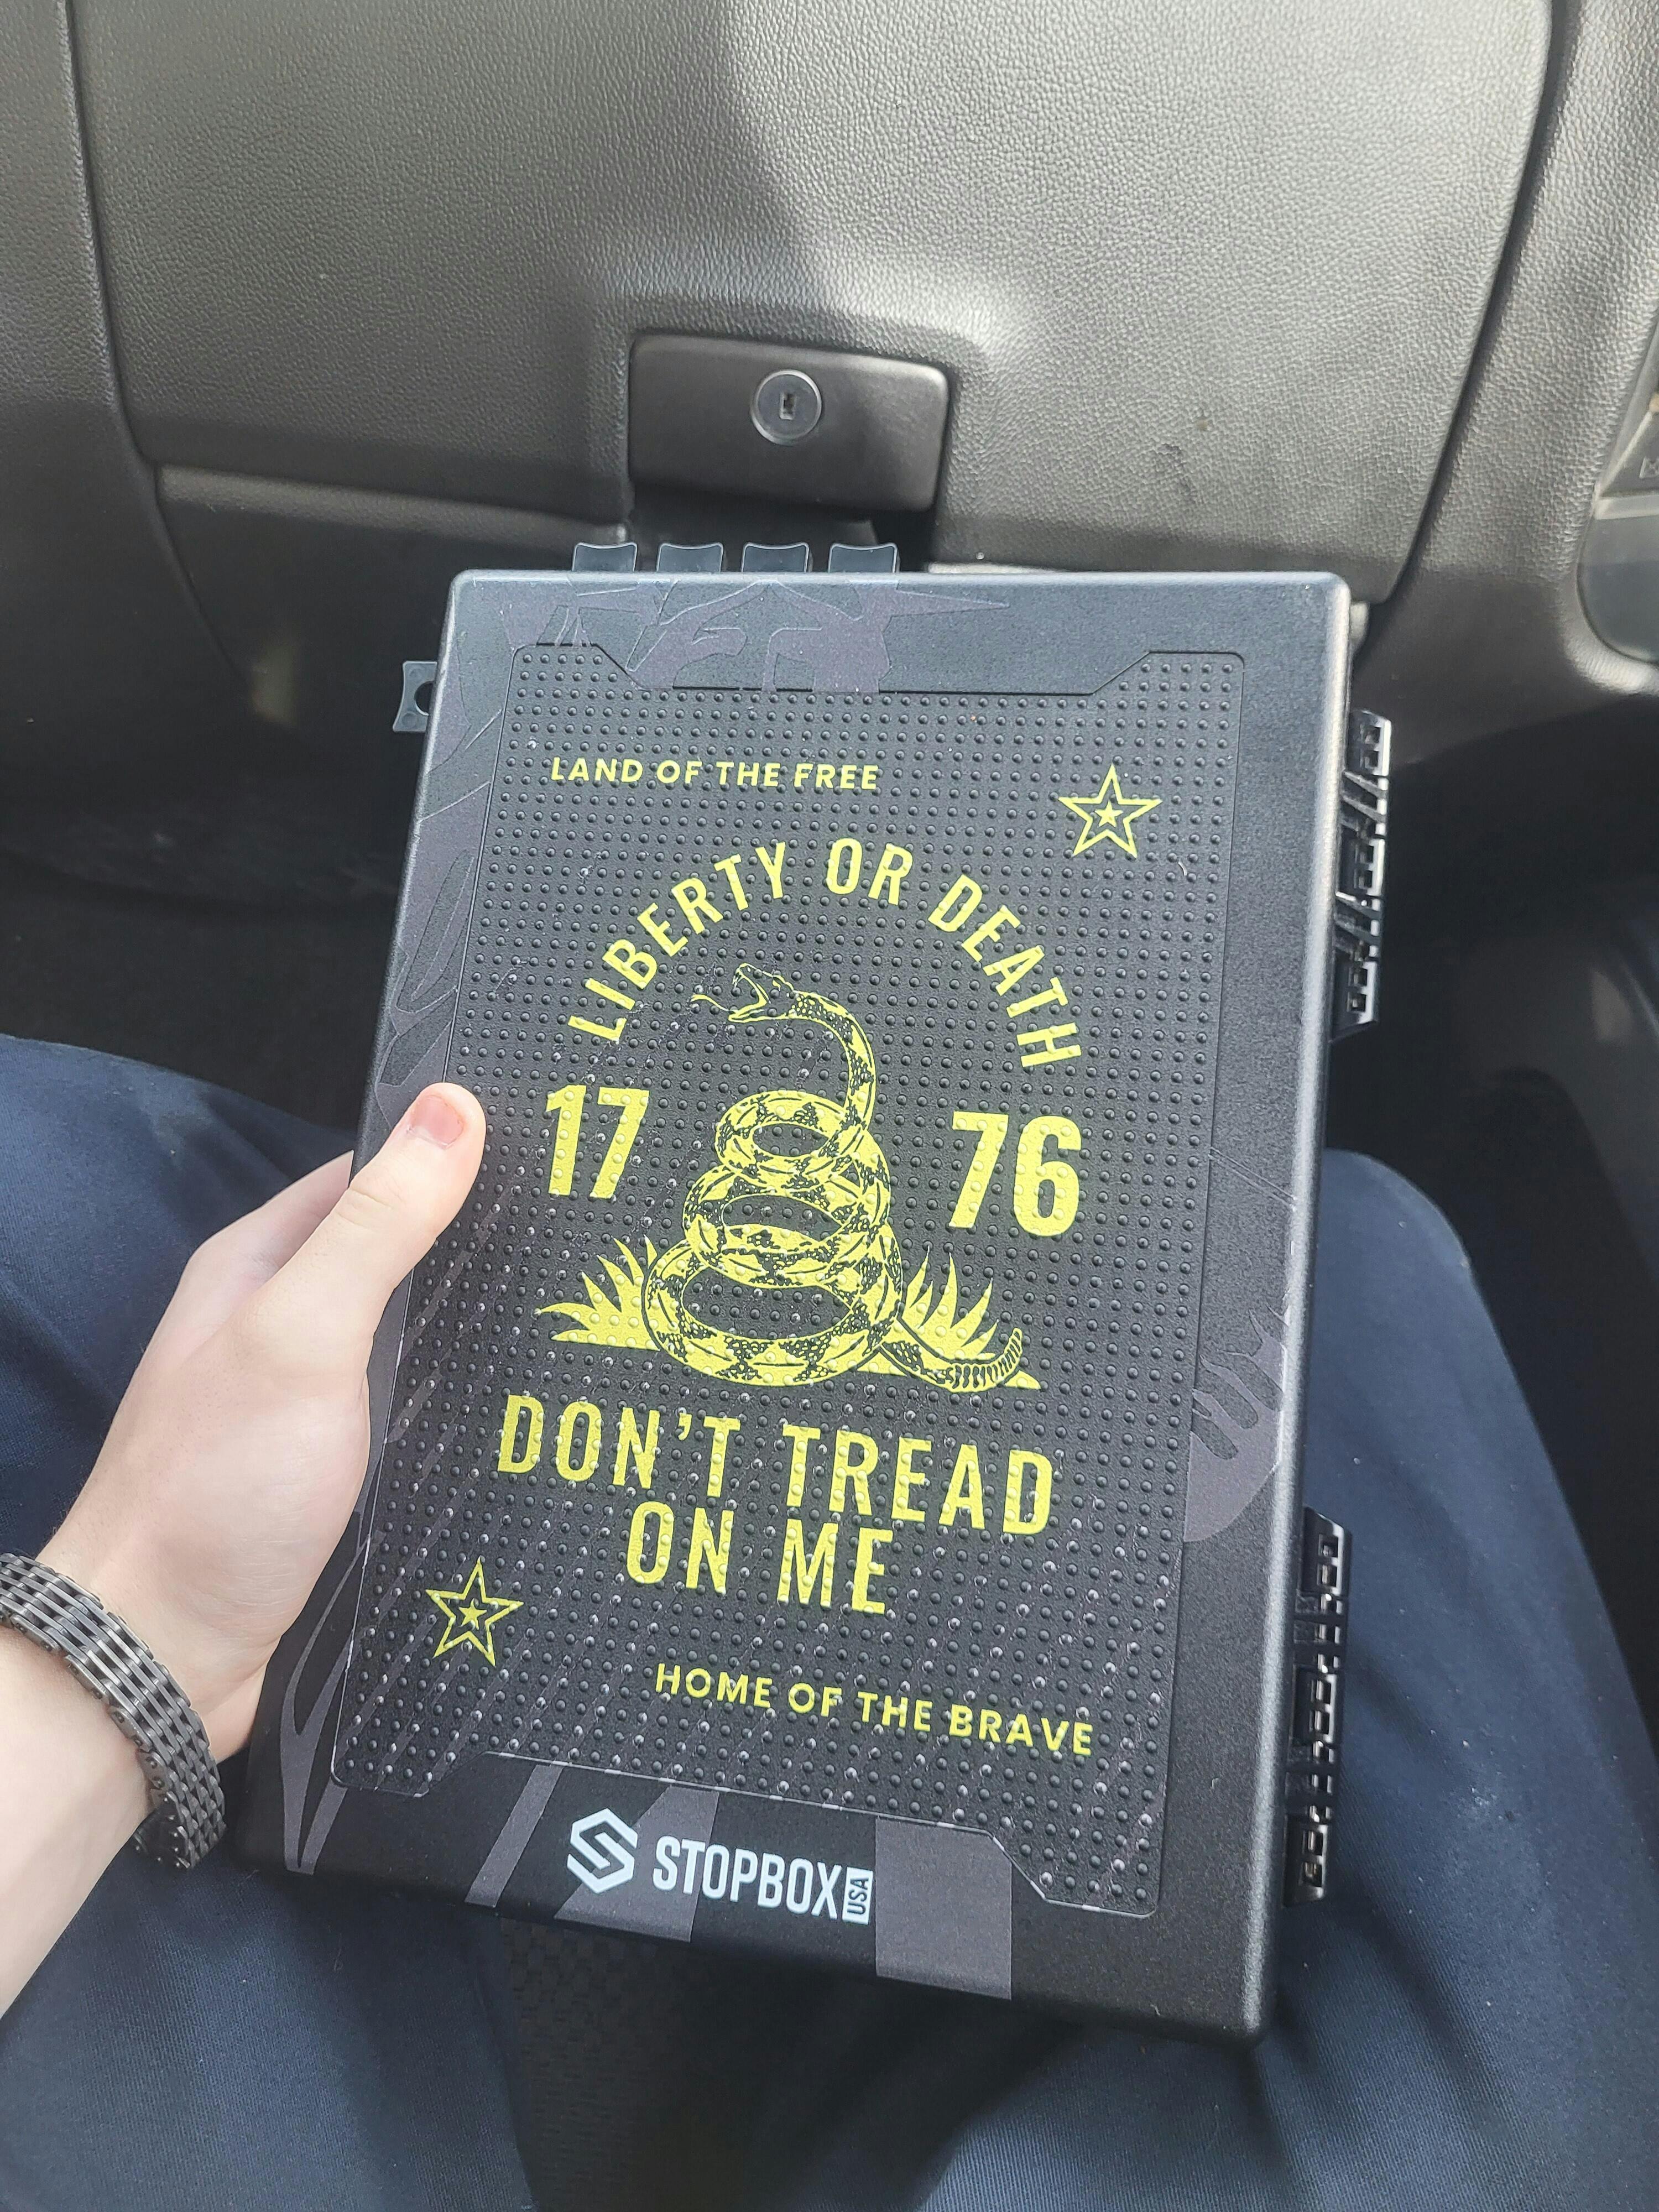 LAND OF THE FREE
LIBERTY OR DEATH
17 76
DON'T TREAD
ON ME
HOME OF THE BRAVE
STOPBOX USA